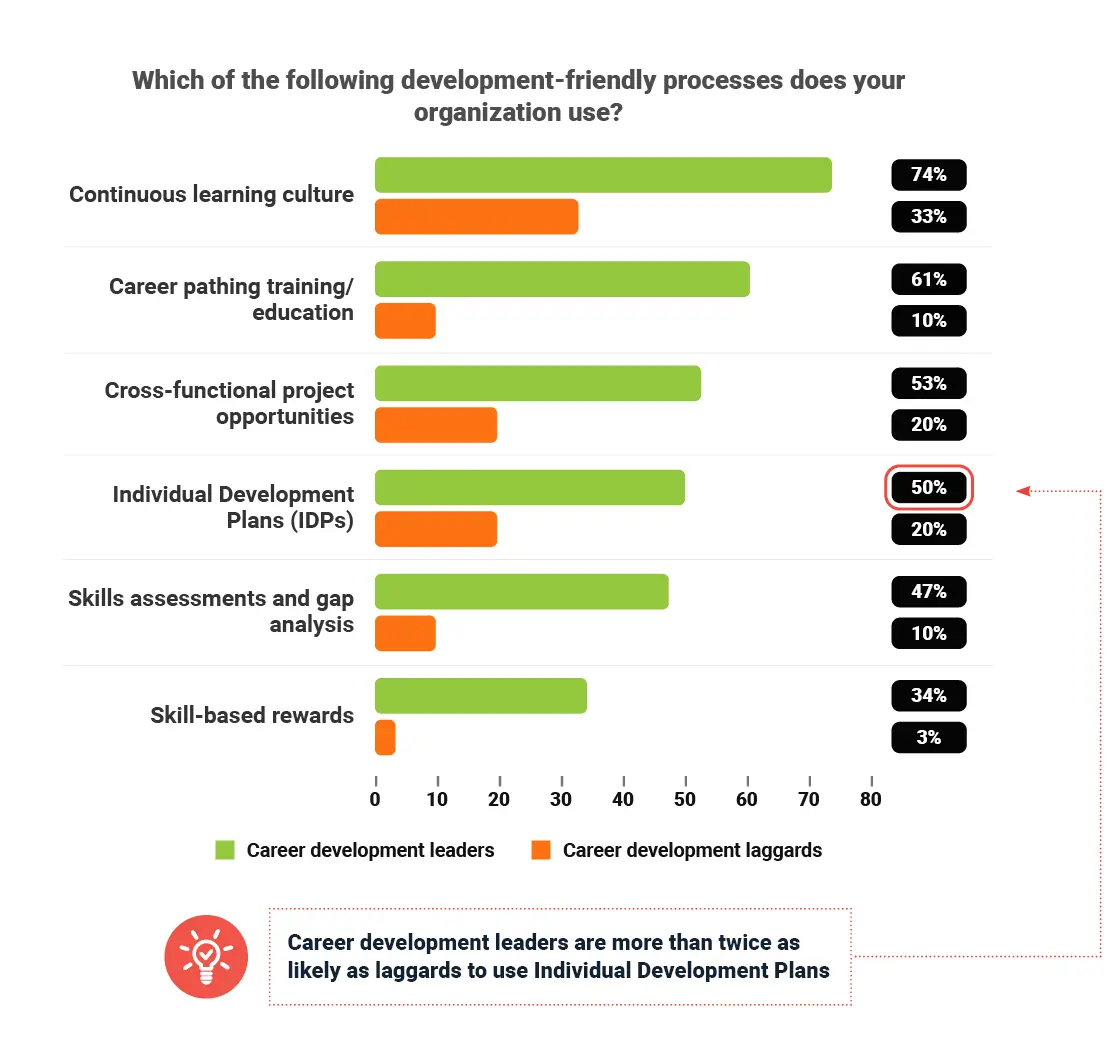 Which of the following development-friendly processes does your
organization use?
Continuous learning culture
74%
33%
Career pathing training/
education
61%
10%
Cross-functional project
opportunities
53%
20%
Individual Development
Plans (IDPs)
50%
20%
Skills assessments and gap
analysis
47%
10%
Skill-based rewards
34%
3%
0 10 20 30 40 50 60 70 80
Career development leaders Career development laggards
Career development leaders are more than twice as
likely as laggards to use Individual Development Plans